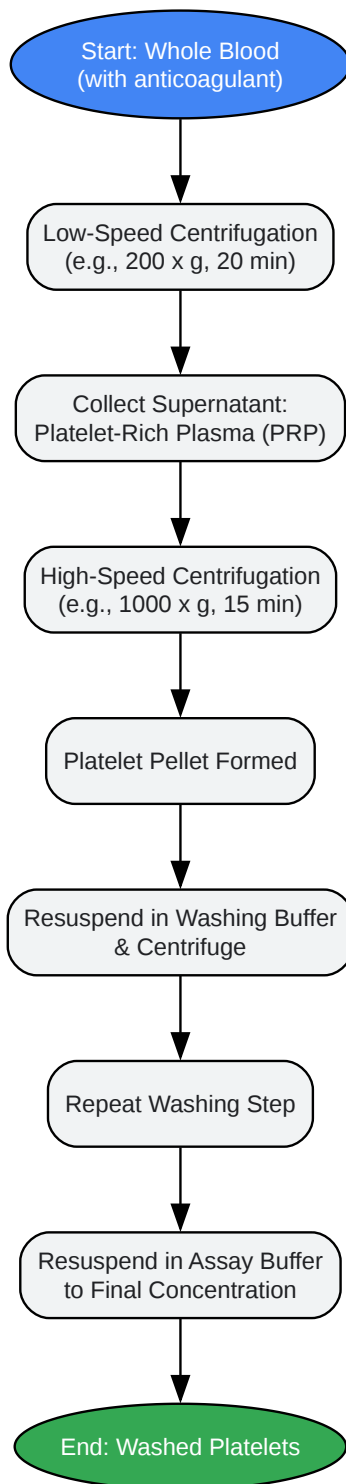 Start: Whole Blood
(with anticoagulant)
Low-Speed Centrifugation
(e.g., 200 x g, 20 min)
Collect Supernatant:
Platelet-Rich Plasma (PRP)
High-Speed Centrifugation
(e.g., 1000 x g, 15 min)
Platelet Pellet Formed
Resuspend in Washing Buffer
& Centrifuge
Repeat Washing Step
Resuspend in Assay Buffer
to Final Concentration
End: Washed Platelets